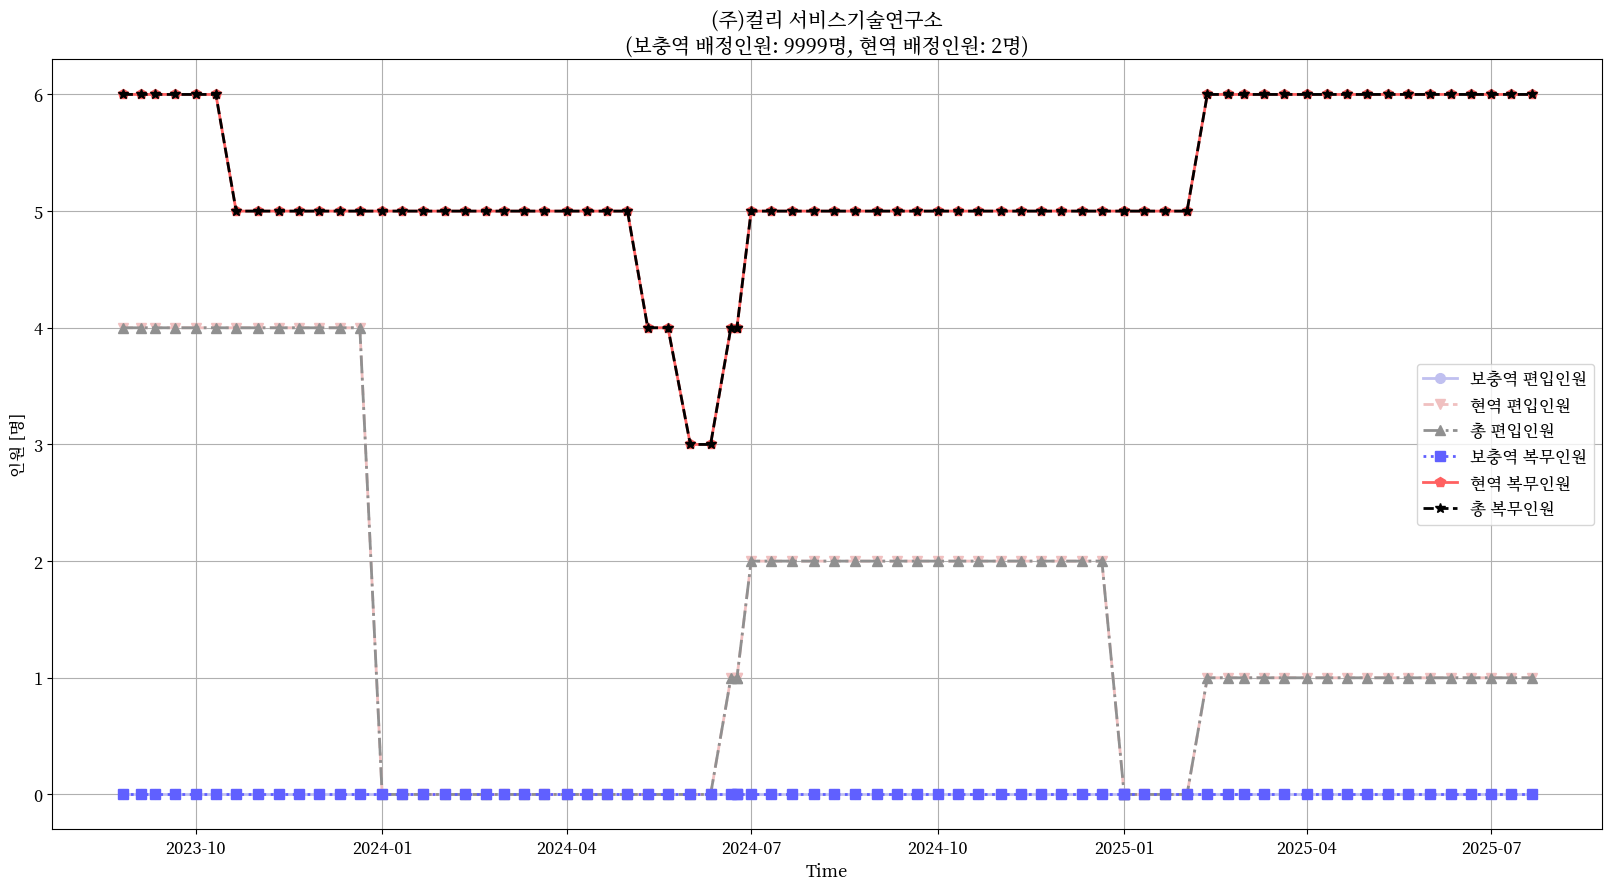 (주)컬리 서비스기술연구소
(보충역 배정인원: 9999명, 현역 배정인원: 2명)
인원 [명]
6
5
4
3
2
1
0
보충역 편입인원
현역 편입인원
총 편입인원
보충역 복무인원
현역 복무인원
총 복무인원
2023-10
2024-01
2024-04
2024-07
2024-10
2025-01
2025-04
2025-07
Time